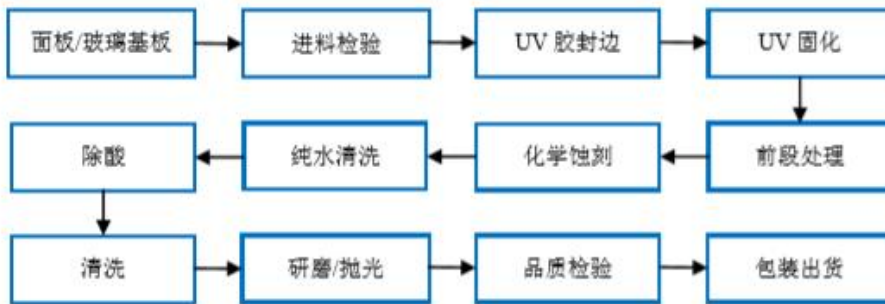 面板/玻璃基板
进料检验
UV 胶封边
UV 固化
除酸
纯水清洗
化学蚀刻
前段处理
清洗
研磨/抛光
品质检验
包装出货